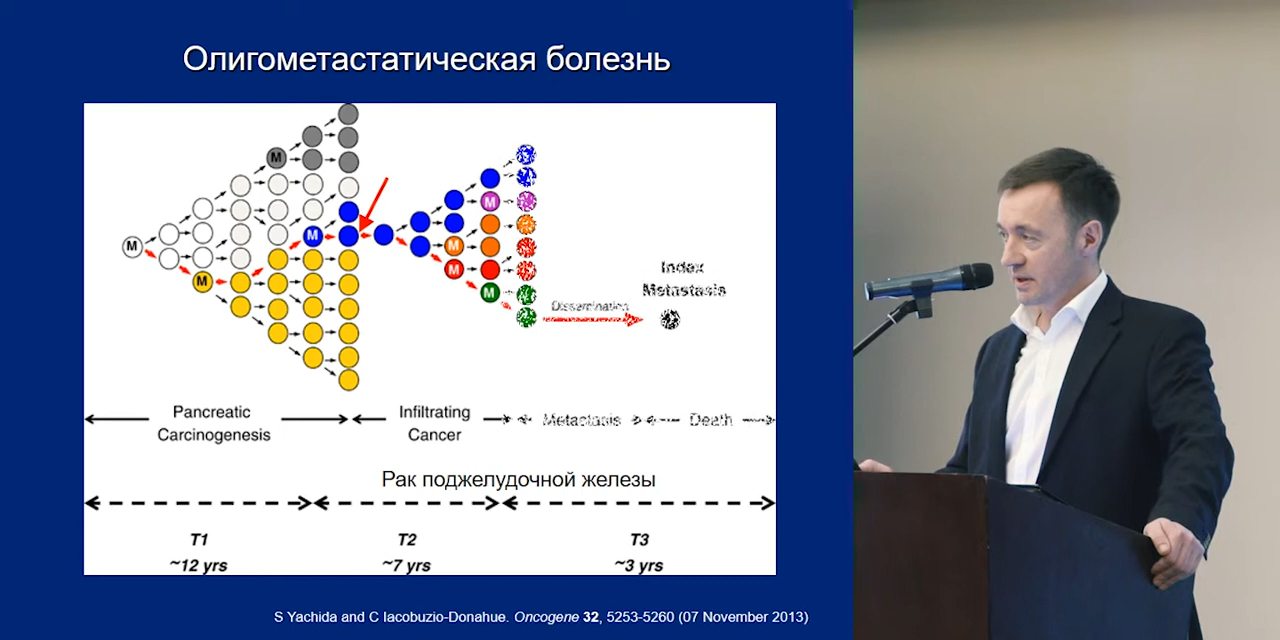 Олигометастатическая болезнь
M
M
M
M
M
M
M
M
Index
Metastasis
Dissemination
Pancreatic
Carcinogenesis
Infiltrating
Cancer
Metastasis
Death
Рак поджелудочной железы
T1
T2
T3
~12 yrs
~7 yrs
~3 yrs
S Yachida and C Iacobuzio-Donahue. Oncogene 32, 5253-5260 (07 November 2013)